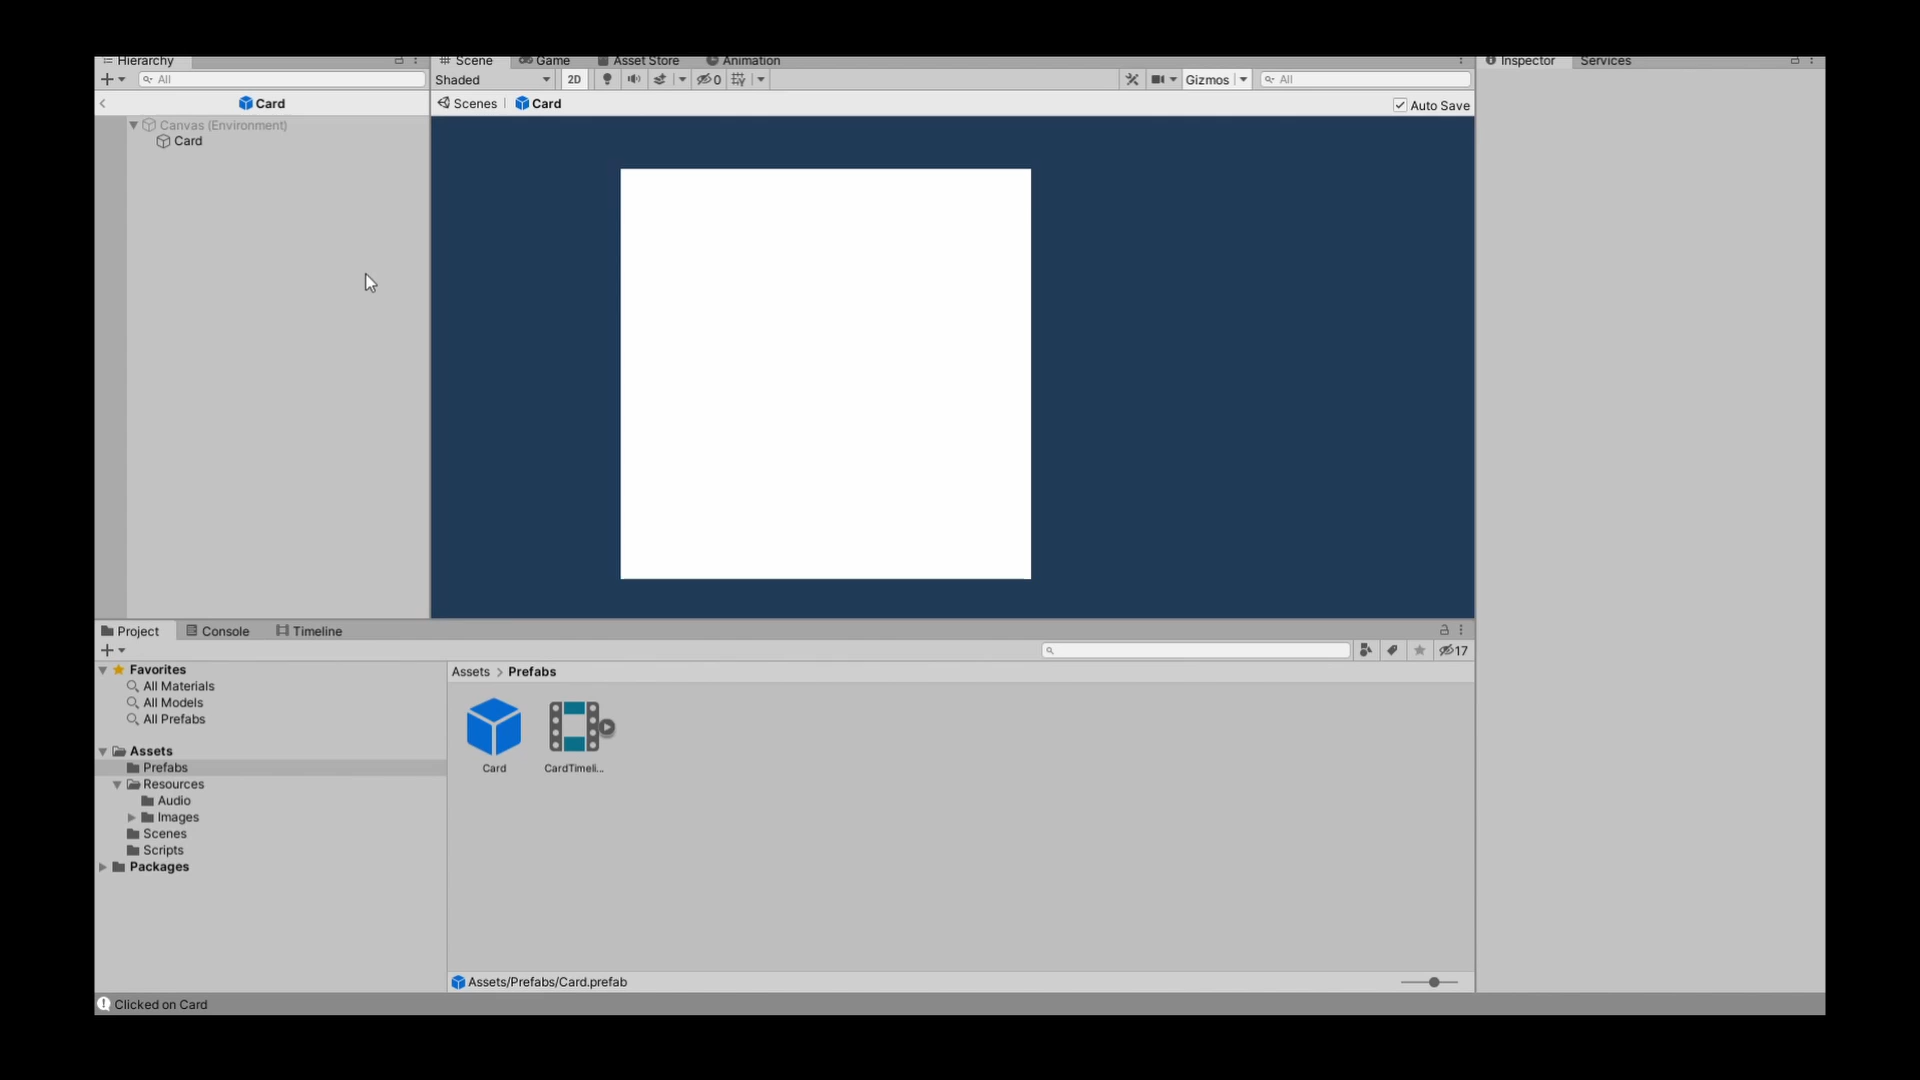 Hierarchy
All
Card
Canvas (Environment)
Card
Scene Game Asset Store Animation
Shaded 2D 0 Gizmos All
Scenes Card Auto Save
Inspector Services
Project Console Timeline
17
Favorites
All Materials
All Models
All Prefabs
Assets
Prefabs
Resources
Audio
Images
Scenes
Scripts
Packages
Assets > Prefabs
Card CardTimeli...
Assets/Prefabs/Card.prefab
Clicked on Card